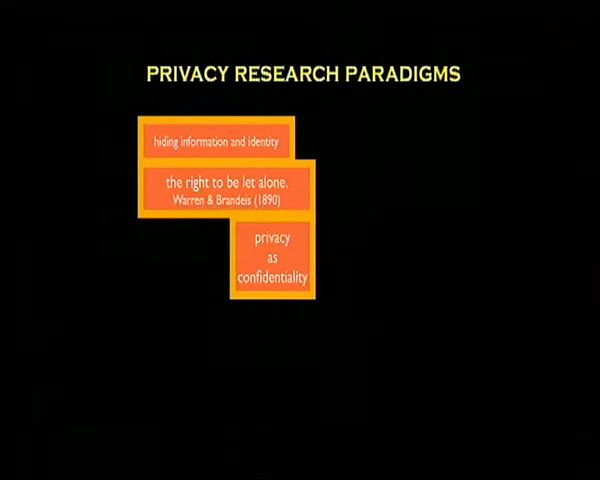 PRIVACY RESEARCH PARADIGMS
hiding information and identity
the right to be let alone.
Warren & Brandeis (1890)
privacy
as
confidentiality